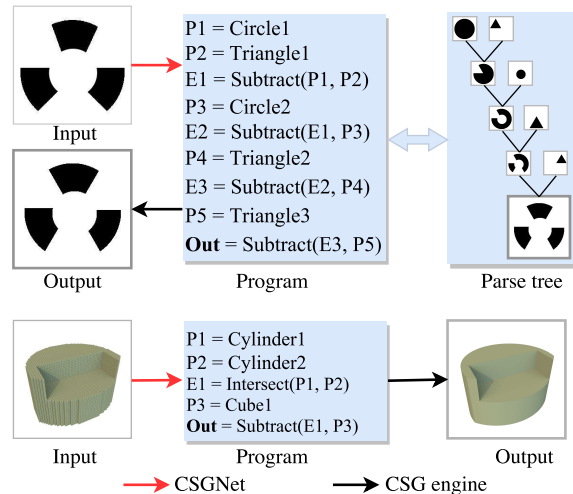 P1 = Circle1
P2 = Triangle1
E1 = Subtract(P1, P2)
P3 = Circle2
E2 = Subtract(E1, P3)
P4 = Triangle2
E3 = Subtract(E2, P4)
P5 = Triangle3
Out = Subtract(E3, P5)
Input
Output
Program
Parse tree
P1 = Cylinder1
P2 = Cylinder2
E1 = Intersect(P1, P2)
P3 = Cube1
Out = Subtract(E1, P3)
Input
Program
Output
CSGNet
CSG engine